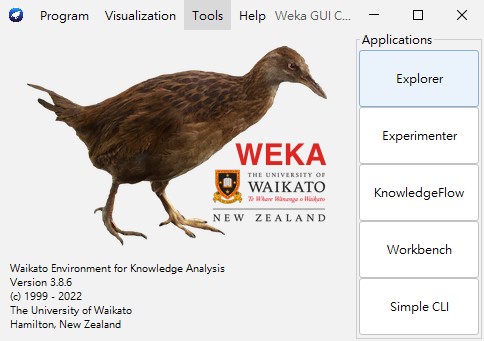 Program Visualization Tools Help Weka GUI C...
Applications
Explorer
Experimenter
KnowledgeFlow
Workbench
Simple CLI
WEKA
THE UNIVERSITY OF
WAIKATO
Te Whare Wānanga o Waikato
NEW ZEALAND
Waikato Environment for Knowledge Analysis
Version 3.8.6
(c) 1999 - 2022
The University of Waikato
Hamilton, New Zealand